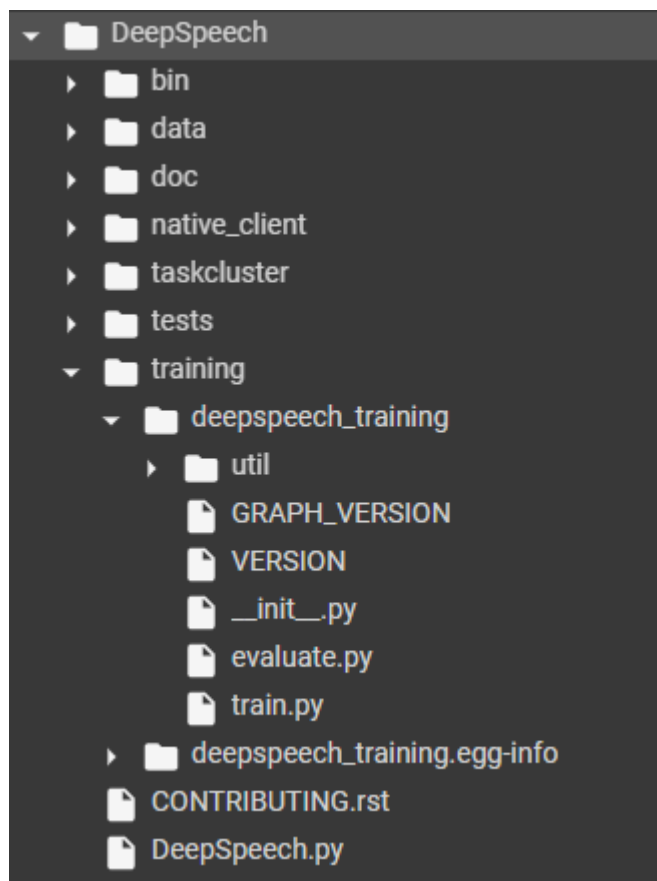 DeepSpeech
bin
data
doc
native_client
taskcluster
tests
training
deepspeech_training
util
GRAPH_VERSION
VERSION
__init__.py
evaluate.py
train.py
deepspeech_training.egg-info
CONTRIBUTING.rst
DeepSpeech.py